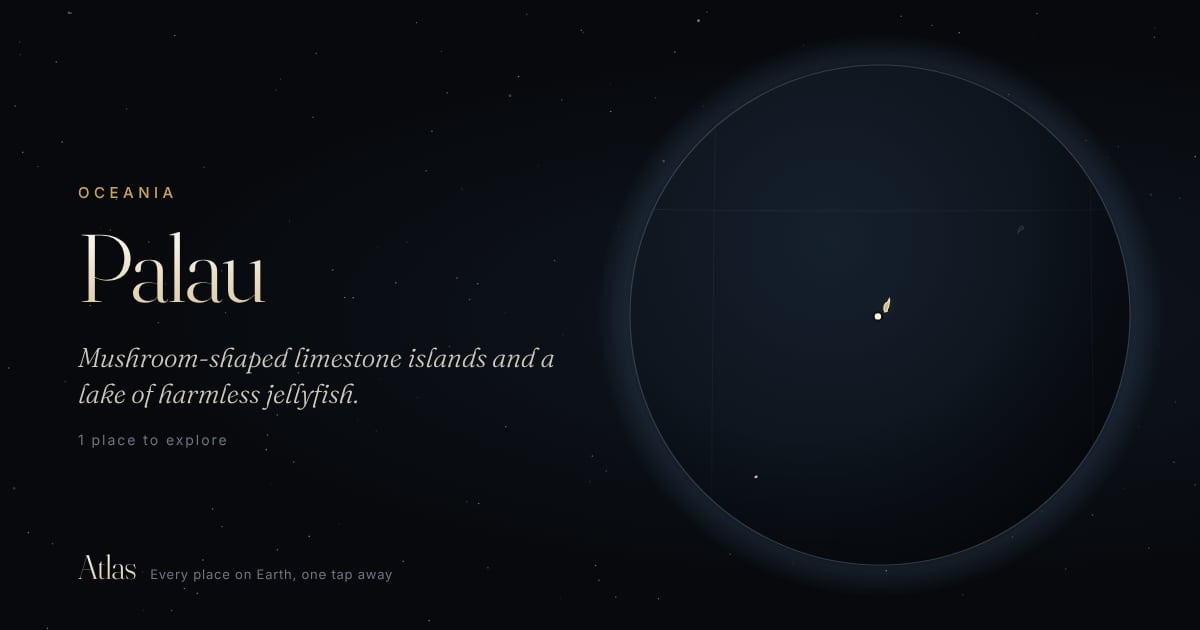 OCEANIA
Palau
Mushroom-shaped limestone islands and a
lake of harmless jellyfish.
1 place to explore
Atlas Every place on Earth, one tap away